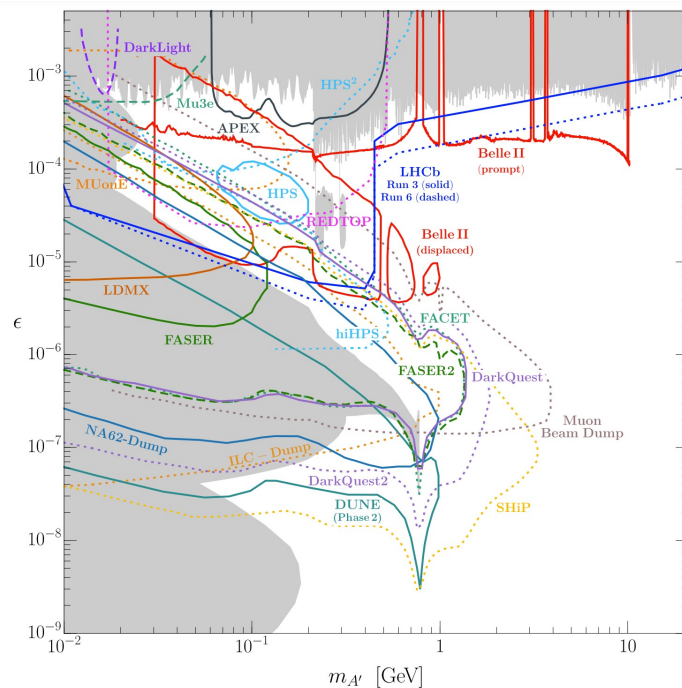 10⁻³
10⁻⁴
10⁻⁵
10⁻⁶
10⁻⁷
10⁻⁸
10⁻⁹
ϵ
DarkLight
Mu3e
APEX
HPS²
MUonE
HPS
REDTOP
LHCb
Run 3 (solid)
Run 6 (dashed)
Belle II
(prompt)
Belle II
(displaced)
LDMX
FASER
hiHPS
FACET
FASER2
DarkQuest
Muon
Beam Dump
NA62-Dump
ILC – Dump
DarkQuest2
DUNE
(Phase 2)
SHiP
10⁻²
10⁻¹
1
10
m_A′ [GeV]